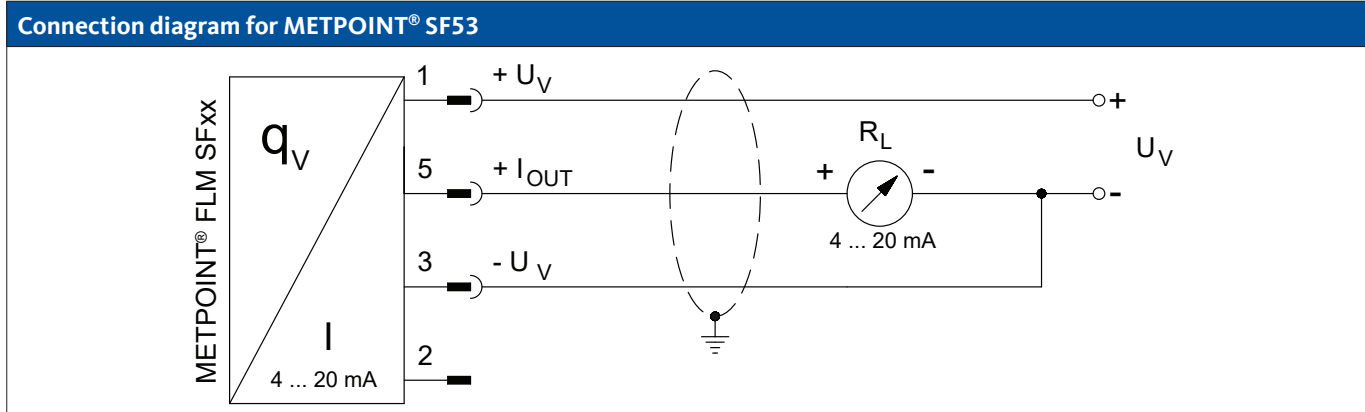 Connection diagram for METPOINT® SF53
METPOINT® FLM SFxx
qV
I
4 ... 20 mA
1
+ UV
5
+ IOUT
3
- UV
2
RL
+
-
4 ... 20 mA
+
UV
-